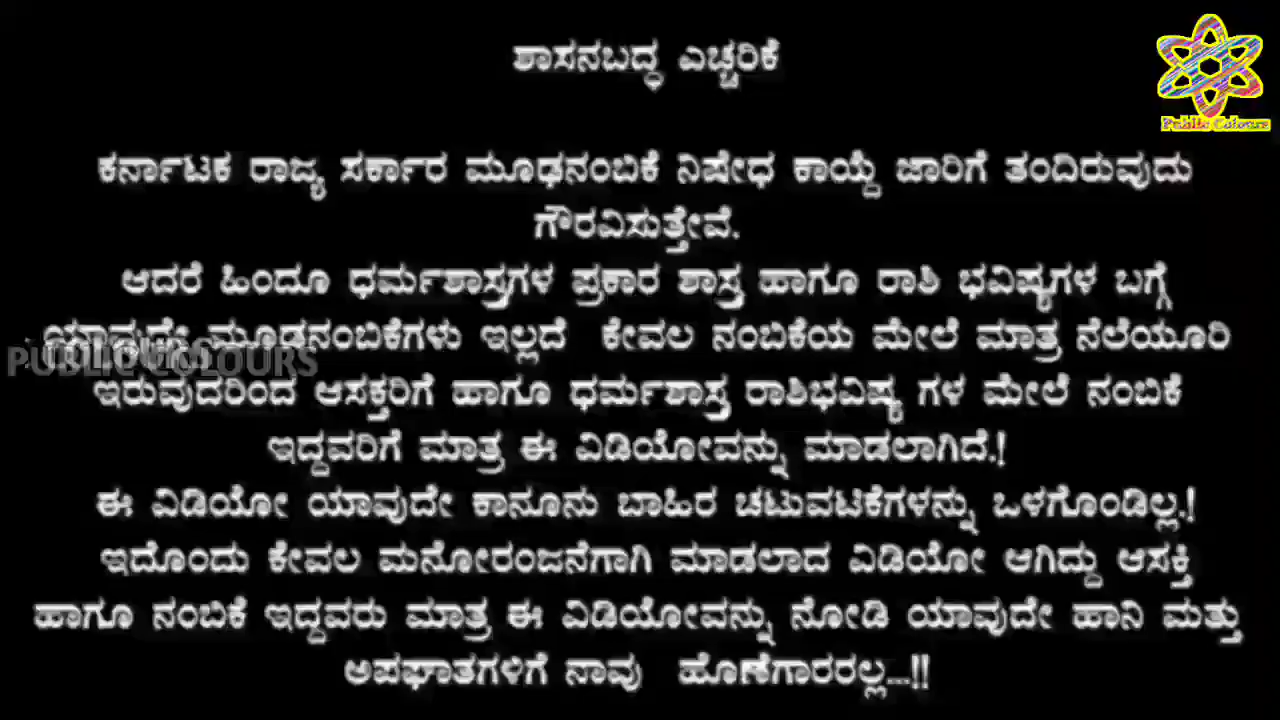 ಶಾಸನಬದ್ಧ ಎಚ್ಚರಿಕೆ
Public Colours
ಕರ್ನಾಟಕ ರಾಜ್ಯ ಸರ್ಕಾರ ಮೂಢನಂಬಿಕೆ ನಿಷೇಧ ಕಾಯ್ದೆ ಜಾರಿಗೆ ತಂದಿರುವುದು
ಗೌರವಿಸುತ್ತೇವೆ.
ಆದರೆ ಹಿಂದೂ ಧರ್ಮಶಾಸ್ತ್ರಗಳ ಪ್ರಕಾರ ಶಾಸ್ತ್ರ ಹಾಗೂ ರಾಶಿ ಭವಿಷ್ಯಗಳ ಬಗ್ಗೆ
ಯಾವುದೇ ಮೂಡನಂಬಿಕೆಗಳು ಇಲ್ಲದೆ ಕೇವಲ ನಂಬಿಕೆಯ ಮೇಲೆ ಮಾತ್ರ ನೆಲೆಯೂರಿ
PUBLIC COLOURS
ಇರುವುದರಿಂದ ಆಸಕ್ತರಿಗೆ ಹಾಗೂ ಧರ್ಮಶಾಸ್ತ್ರ ರಾಶಿಭವಿಷ್ಯ ಗಳ ಮೇಲೆ ನಂಬಿಕೆ
ಇದ್ದವರಿಗೆ ಮಾತ್ರ ಈ ವಿಡಿಯೋವನ್ನು ಮಾಡಲಾಗಿದೆ.!
ಈ ವಿಡಿಯೋ ಯಾವುದೇ ಕಾನೂನು ಬಾಹಿರ ಚಟುವಟಿಕೆಗಳನ್ನು ಒಳಗೊಂಡಿಲ್ಲ.!
ಇದೊಂದು ಕೇವಲ ಮನೋರಂಜನೆಗಾಗಿ ಮಾಡಲಾದ ವಿಡಿಯೋ ಆಗಿದ್ದು ಆಸಕ್ತಿ
ಹಾಗೂ ನಂಬಿಕೆ ಇದ್ದವರು ಮಾತ್ರ ಈ ವಿಡಿಯೋವನ್ನು ನೋಡಿ ಯಾವುದೇ ಹಾನಿ ಮತ್ತು
ಅಪಘಾತಗಳಿಗೆ ನಾವು ಹೊಣೆಗಾರರಲ್ಲ...!!